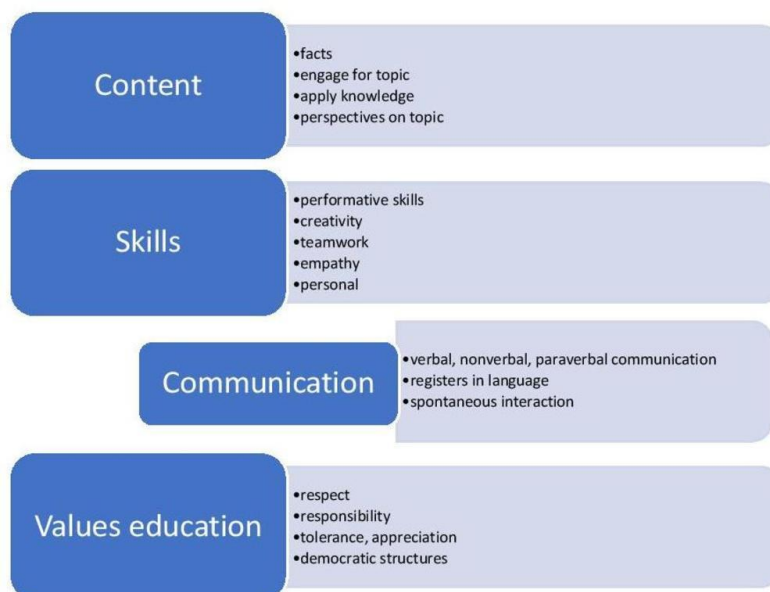 Content
•facts
•engage for topic
•apply knowledge
•perspectives on topic
Skills
•performative skills
•creativity
•teamwork
•empathy
•personal
Communication
•verbal, nonverbal, paraverbal communication
•registers in language
•spontaneous interaction
Values education
•respect
•responsibility
•tolerance, appreciation
•democratic structures